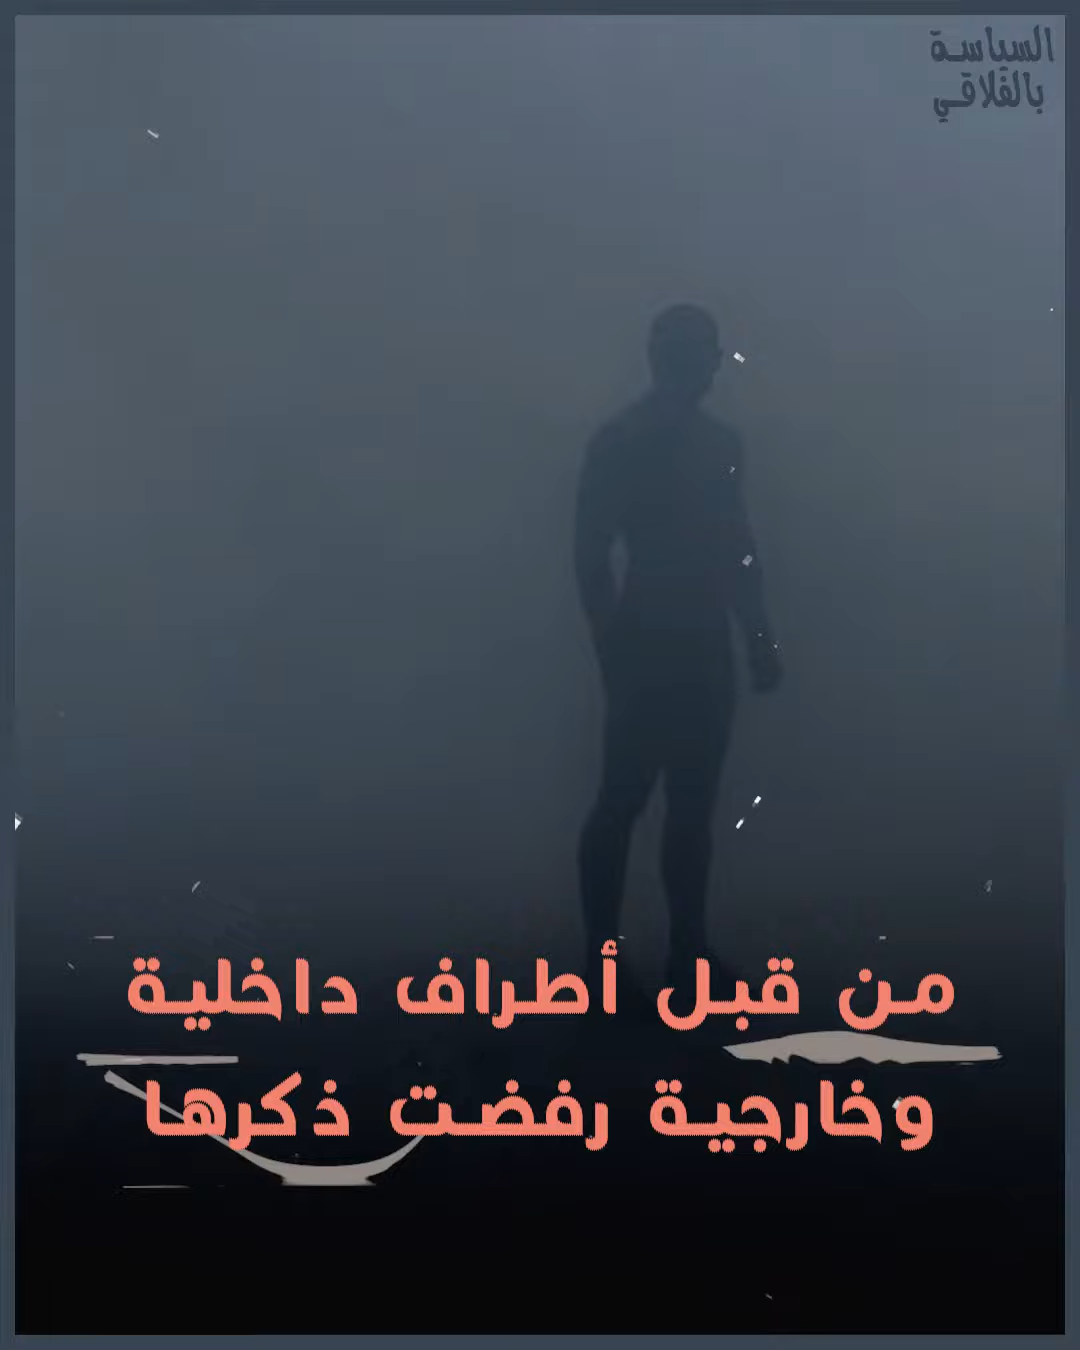 السياسة
بالفلاقي
من قبل أطراف داخلية
وخارجية رفضت ذكرها